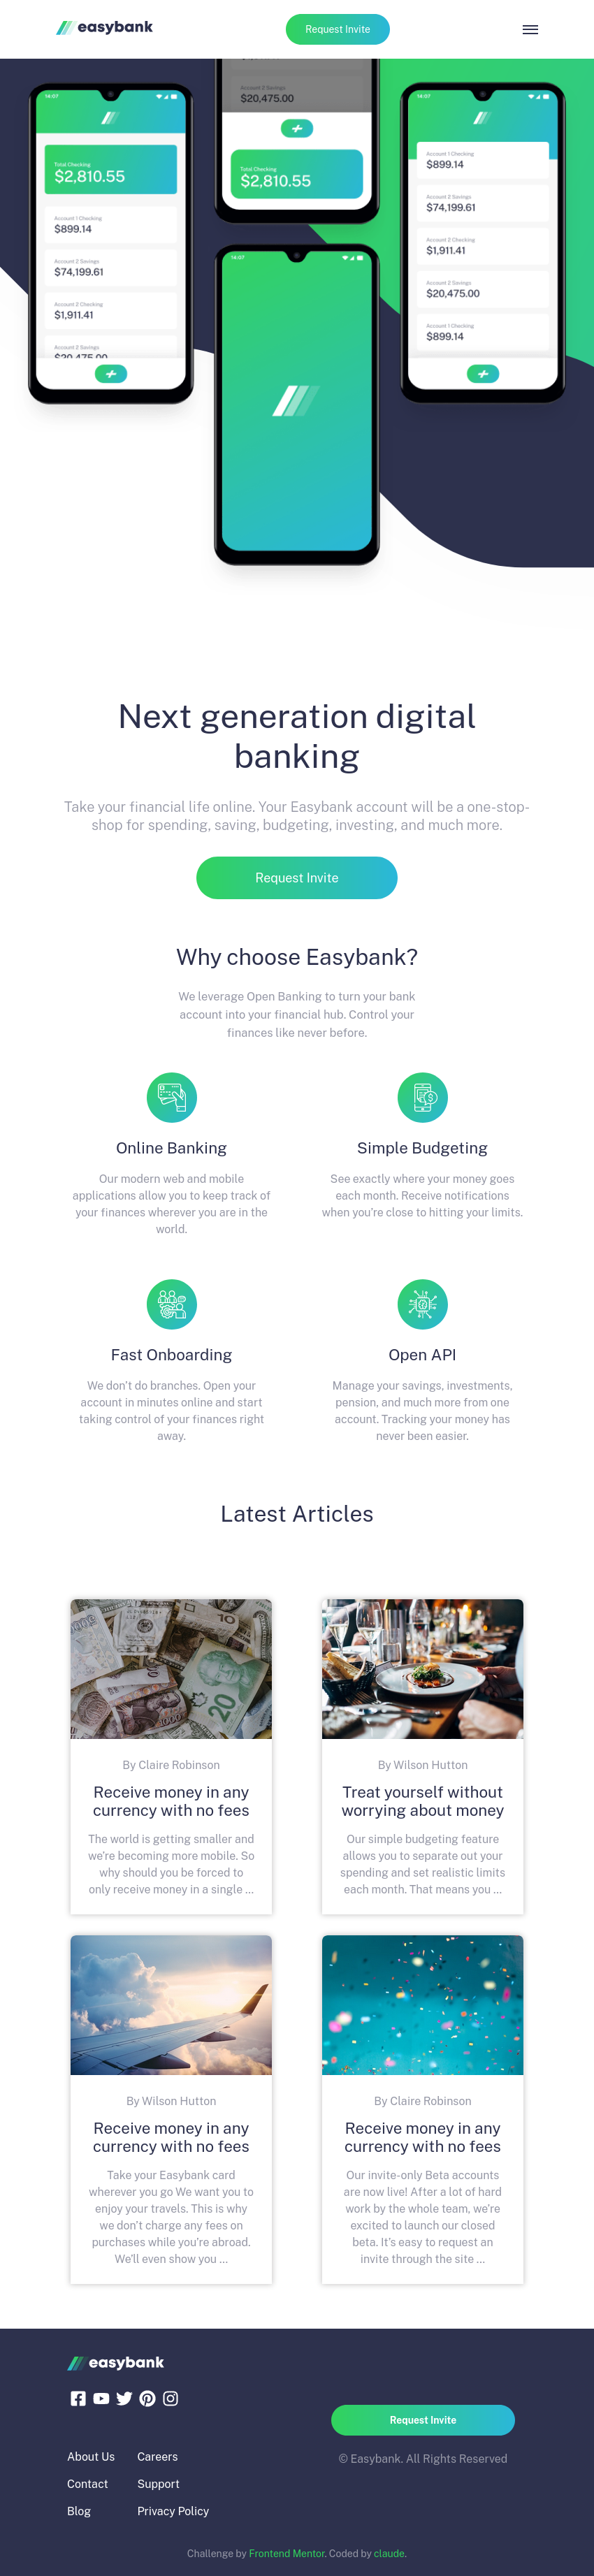 easybank
Request Invite
14:07
Total Checking
$2,810.55
Account 1 Checking
$899.14
Account 2 Savings
$74,199.61
Account 2 Checking
$1,911.41
Account 2 Savings
$20,475.00
$20,475.00
Total Checking
$2,810.55
14:07
14:07
Account 1 Checking
$899.14
Account 2 Savings
$74,199.61
Account 2 Checking
$1,911.41
Account 2 Savings
$20,475.00
Account 1 Checking
$899.14
Next generation digital
banking
Take your financial life online. Your Easybank account will be a one-stop-
shop for spending, saving, budgeting, investing, and much more.
Request Invite
Why choose Easybank?
We leverage Open Banking to turn your bank
account into your financial hub. Control your
finances like never before.
Online Banking
Our modern web and mobile
applications allow you to keep track of
your finances wherever you are in the
world.
Simple Budgeting
See exactly where your money goes
each month. Receive notifications
when you're close to hitting your limits.
Fast Onboarding
We don't do branches. Open your
account in minutes online and start
taking control of your finances right
away.
Open API
Manage your savings, investments,
pension, and much more from one
account. Tracking your money has
never been easier.
Latest Articles
10
20
By Claire Robinson
Receive money in any
currency with no fees
The world is getting smaller and
we're becoming more mobile. So
why should you be forced to
only receive money in a single ...
By Wilson Hutton
Treat yourself without
worrying about money
Our simple budgeting feature
allows you to separate out your
spending and set realistic limits
each month. That means you ...
By Wilson Hutton
Receive money in any
currency with no fees
Take your Easybank card
wherever you go We want you to
enjoy your travels. This is why
we don't charge any fees on
purchases while you're abroad.
We'll even show you ...
By Claire Robinson
Receive money in any
currency with no fees
Our invite-only Beta accounts
are now live! After a lot of hard
work by the whole team, we're
excited to launch our closed
beta. It's easy to request an
invite through the site ...
easybank
About Us
Contact
Blog
Careers
Support
Privacy Policy
Request Invite
© Easybank. All Rights Reserved
Challenge by Frontend Mentor. Coded by claude.